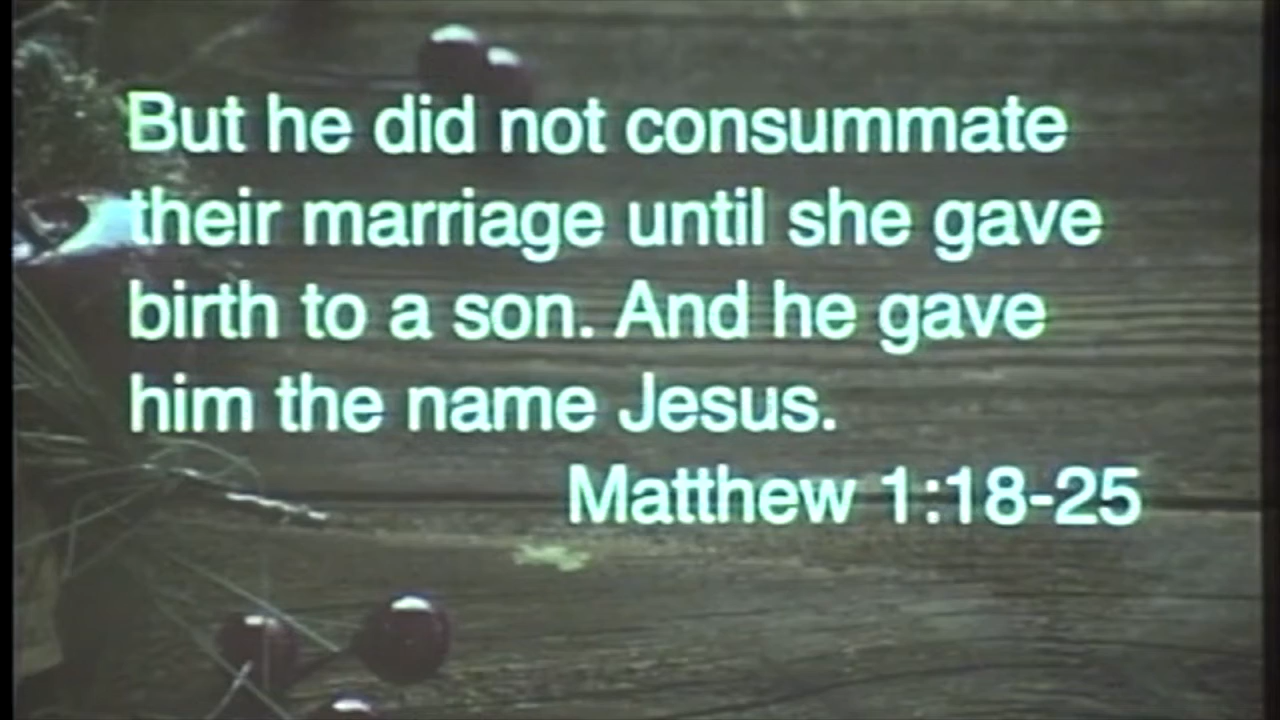 But he did not consummate
their marriage until she gave
birth to a son. And he gave
him the name Jesus.
Matthew 1:18-25